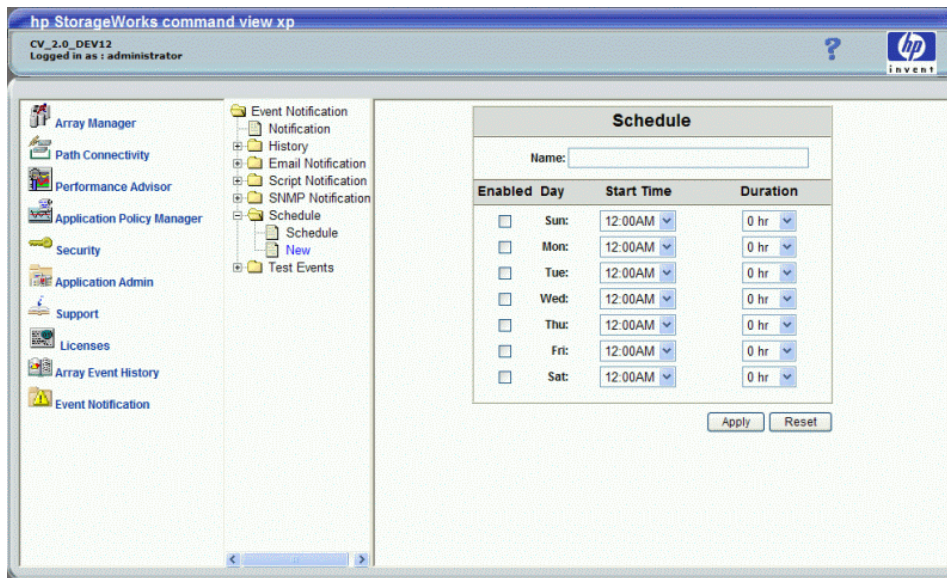 hp StorageWorks command view xp
CV_2.0_DEV12
Logged in as : administrator
?
hp
invent
Array Manager
Path Connectivity
Performance Advisor
Application Policy Manager
Security
Application Admin
Support
Licenses
Array Event History
Event Notification
Event Notification
Notification
History
Email Notification
Script Notification
SNMP Notification
Schedule
Schedule
New
Test Events
Schedule
Name:
Enabled Day Start Time Duration
Sun: 12:00AM 0 hr
Mon: 12:00AM 0 hr
Tue: 12:00AM 0 hr
Wed: 12:00AM 0 hr
Thu: 12:00AM 0 hr
Fri: 12:00AM 0 hr
Sat: 12:00AM 0 hr
Apply Reset